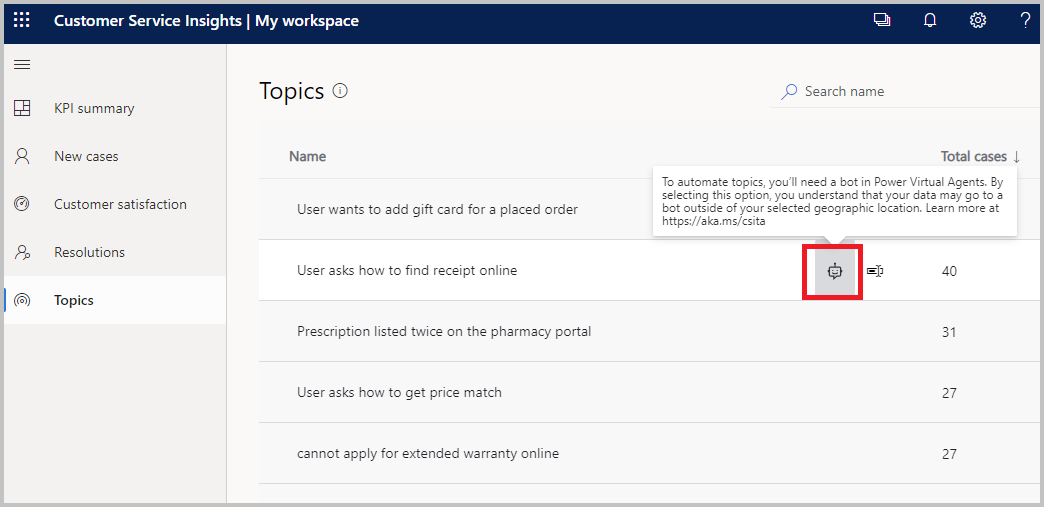 Customer Service Insights | My workspace
?
KPI summary
New cases
Customer satisfaction
Resolutions
Topics
Topics
Search name
Name
Total cases ↓
To automate topics, you'll need a bot in Power Virtual Agents. By
selecting this option, you understand that your data may go to a
bot outside of your selected geographic location. Learn more at
https://aka.ms/csita
User wants to add gift card for a placed order
User asks how to find receipt online
40
Prescription listed twice on the pharmacy portal
31
User asks how to get price match
27
cannot apply for extended warranty online
27